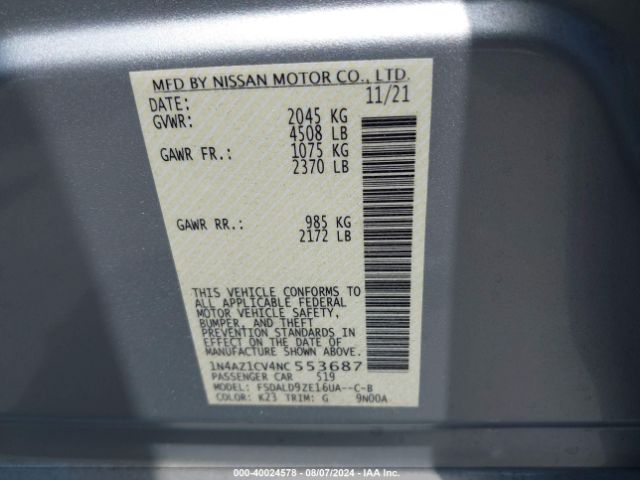 MFD BY NISSAN MOTOR CO., LTD.
DATE: 11/21
GVWR: 2045 KG
4508 LB
GAWR FR.: 1075 KG
2370 LB
GAWR RR.: 985 KG
2172 LB
THIS VEHICLE CONFORMS TO
ALL APPLICABLE FEDERAL
MOTOR VEHICLE SAFETY,
BUMPER, AND THEFT
PREVENTION STANDARDS IN
EFFECT ON THE DATE OF
MANUFACTURE SHOWN ABOVE.
1N4AZ1CV4NC 553687
PASSENGER CAR 519
MODEL: FSDALD9ZE16UA--C-B
COLOR: K23 TRIM: G 9N00A
000-40024578 - 08/07/2024 - IAA Inc.